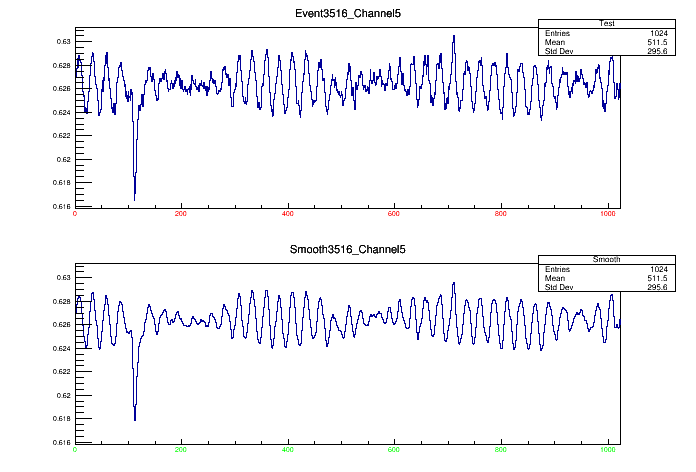 Event3516_Channel5
Test
Entries 1024
Mean 511.5
Std Dev 295.6
0.63
0.628
0.626
0.624
0.622
0.62
0.618
0.616
0 200 400 600 800 1000
Smooth3516_Channel5
Smooth
Entries 1024
Mean 511.5
Std Dev 295.6
0.63
0.628
0.626
0.624
0.622
0.62
0.618
0.616
0 200 400 600 800 1000